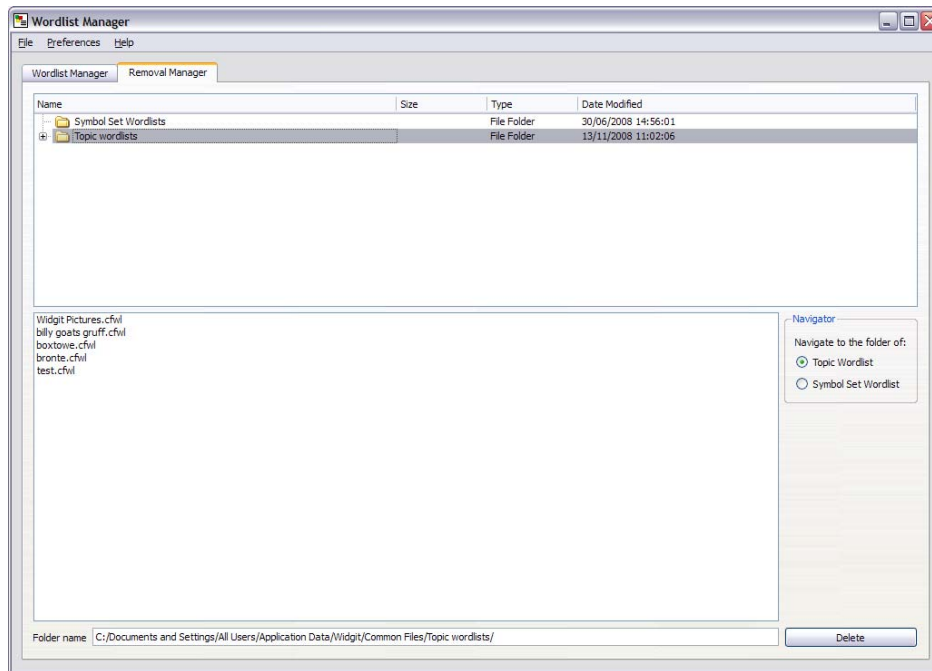 Wordlist Manager
File Preferences Help
Wordlist Manager Removal Manager
Name Size Type Date Modified
Symbol Set Wordlists File Folder 30/06/2008 14:56:01
Topic wordlists File Folder 13/11/2008 11:02:06
Widgit Pictures.cfwl
billy goats gruff.cfwl
boxtowe.cfwl
bronte.cfwl
test.cfwl
Navigator
Navigate to the folder of:
Topic Wordlist
Symbol Set Wordlist
Folder name C:/Documents and Settings/All Users/Application Data/Widgit/Common Files/Topic wordlists/ Delete